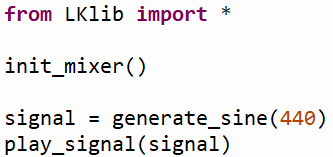 from LKlib import *
init_mixer()
signal = generate_sine(440)
play_signal(signal)